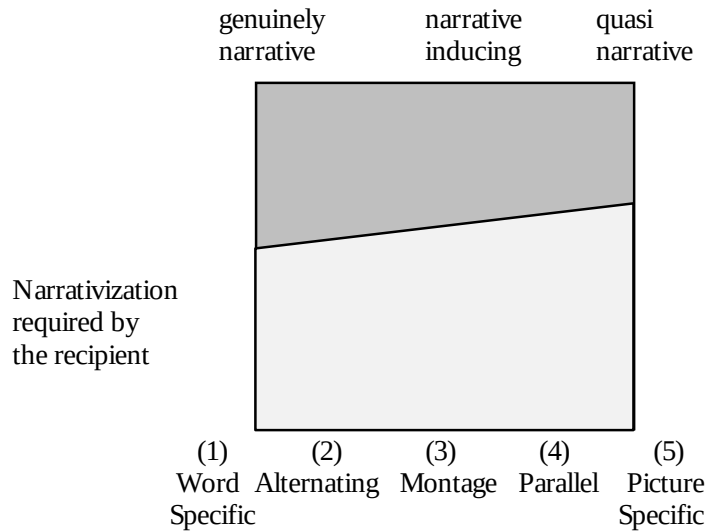 genuinely narrative quasi
narrative inducing narrative
Narrativization
required by
the recipient
(1) (2) (3) (4) (5)
Word Alternating Montage Parallel Picture
Specific Specific